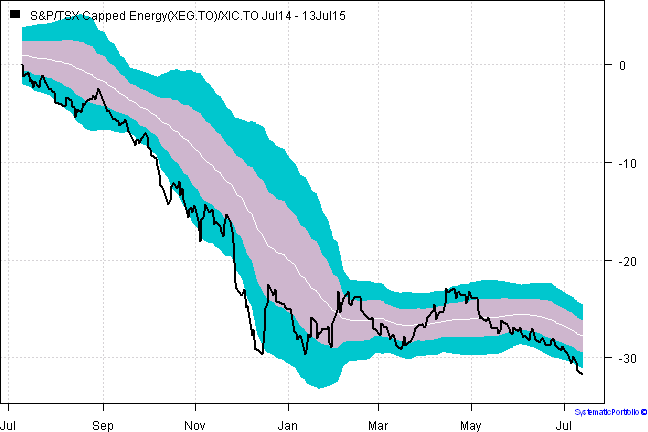 S&P/TSX Capped Energy(XEG.TO)/XIC.TO Jul14 - 13Jul15
0
-10
-20
-30
SystematicPortfolio ©
Jul Sep Nov Jan Mar May Jul